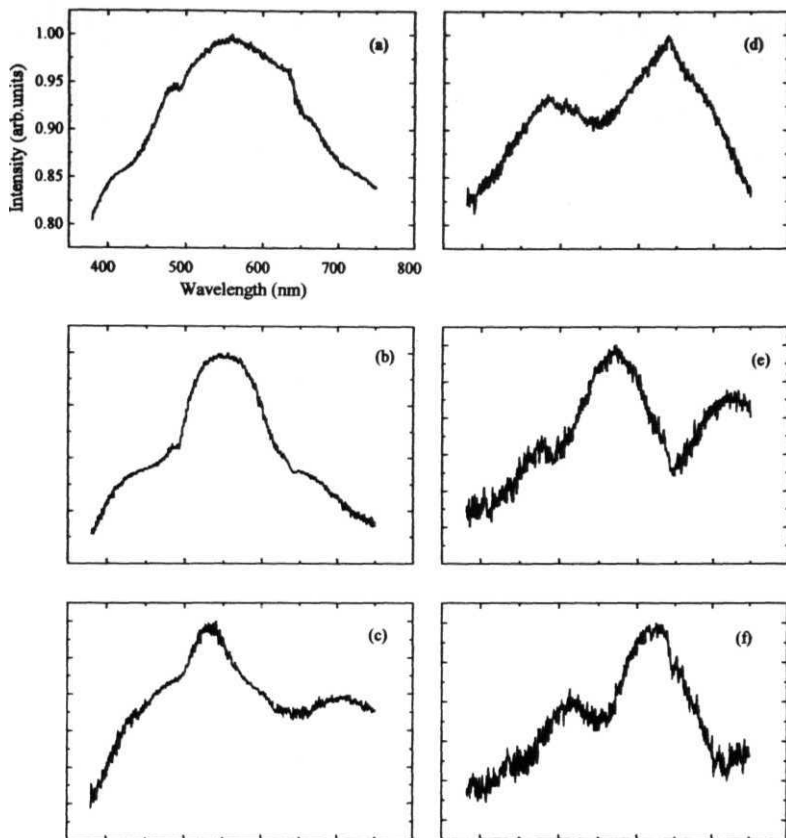 1.00
(a)
(d)
0.95
0.90
0.85
0.80
Intensity (arb.units)
400 500 600 700 800
Wavelength (nm)
(b)
(e)
(c)
(f)